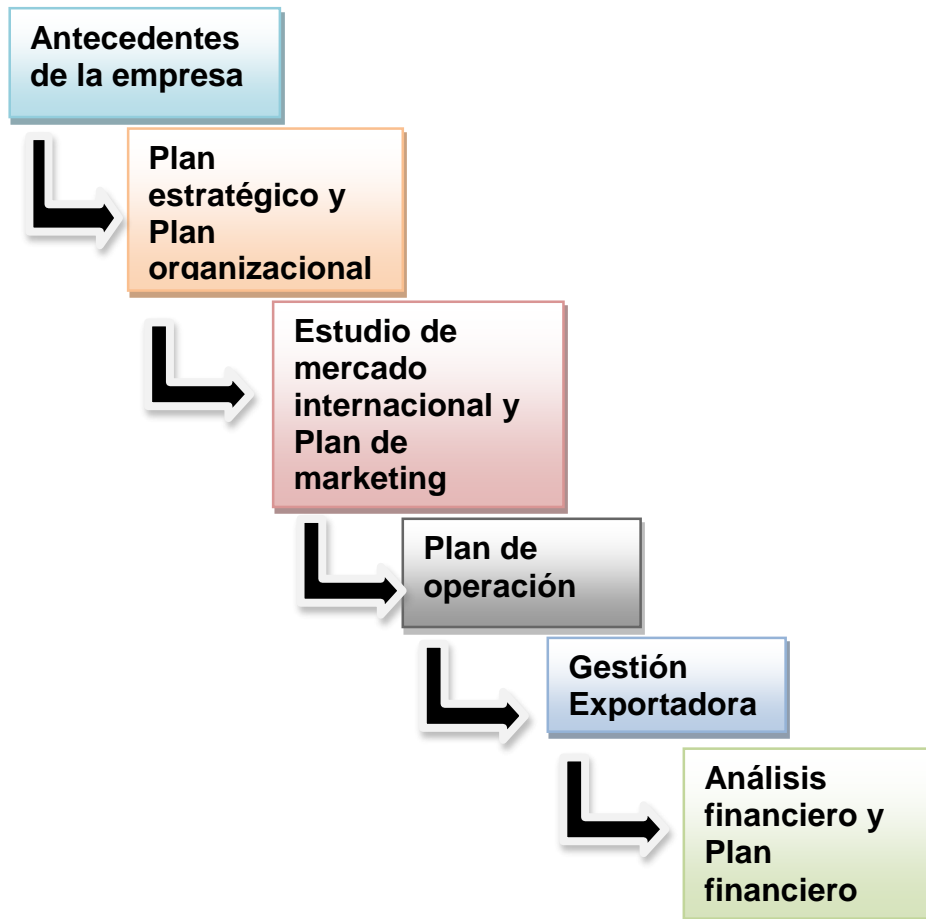 Antecedentes
de la empresa
Plan
estratégico y
Plan
organizacional
Estudio de
mercado
internacional y
Plan de
marketing
Plan de
operación
Gestión
Exportadora
Análisis
financiero y
Plan
financiero